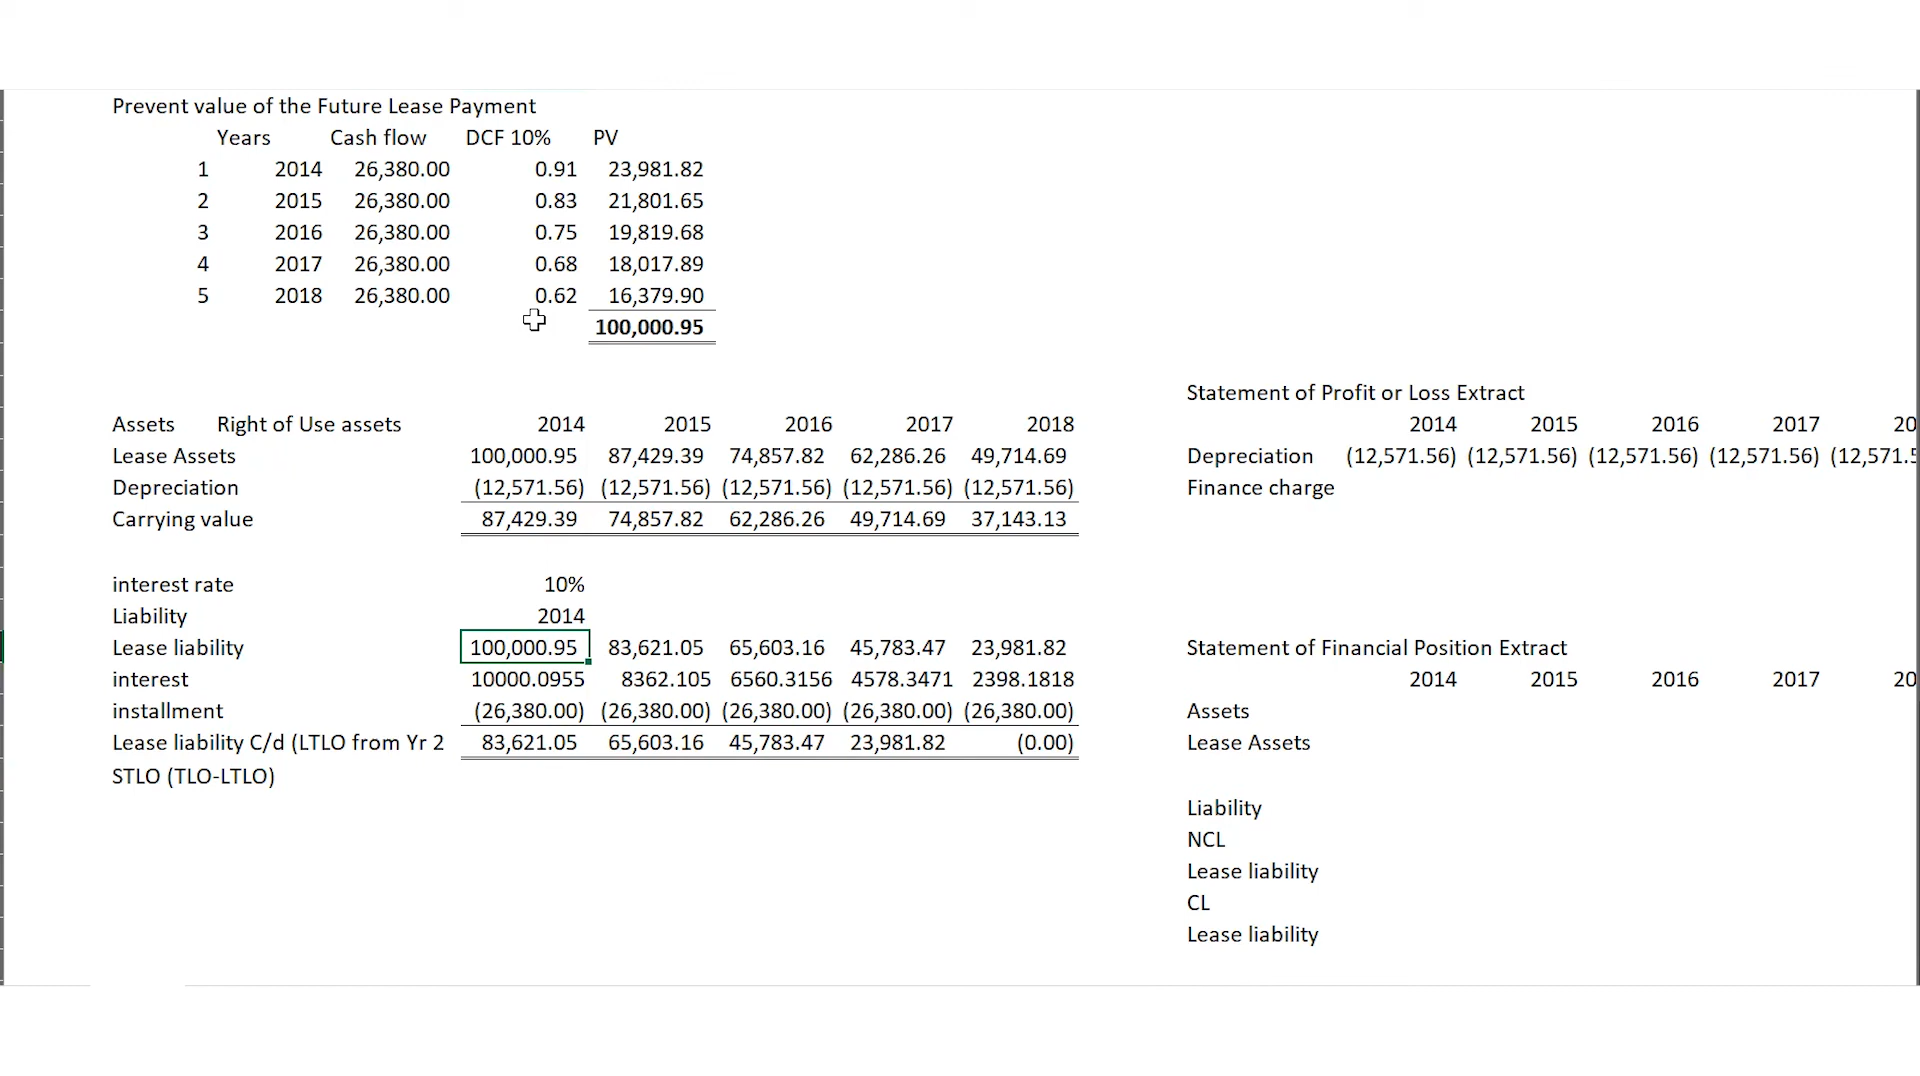 Prevent value of the Future Lease Payment
Years Cash flow DCF 10% PV
1 2014 26,380.00 0.91 23,981.82
2 2015 26,380.00 0.83 21,801.65
3 2016 26,380.00 0.75 19,819.68
4 2017 26,380.00 0.68 18,017.89
5 2018 26,380.00 0.62 16,379.90
100,000.95
Assets Right of Use assets 2014 2015 2016 2017 2018
Lease Assets 100,000.95 87,429.39 74,857.82 62,286.26 49,714.69
Depreciation (12,571.56) (12,571.56) (12,571.56) (12,571.56) (12,571.56)
Carrying value 87,429.39 74,857.82 62,286.26 49,714.69 37,143.13
interest rate 10%
Liability 2014
Lease liability 100,000.95 83,621.05 65,603.16 45,783.47 23,981.82
interest 10000.0955 8362.105 6560.3156 4578.3471 2398.1818
installment (26,380.00) (26,380.00) (26,380.00) (26,380.00) (26,380.00)
Lease liability C/d (LTLO from Yr 2 83,621.05 65,603.16 45,783.47 23,981.82 (0.00)
STLO (TLO-LTLO)
Statement of Profit or Loss Extract
2014 2015 2016 2017 20
Depreciation (12,571.56) (12,571.56) (12,571.56) (12,571.56) (12,571.5
Finance charge
Statement of Financial Position Extract
2014 2015 2016 2017 20
Assets
Lease Assets
Liability
NCL
Lease liability
CL
Lease liability